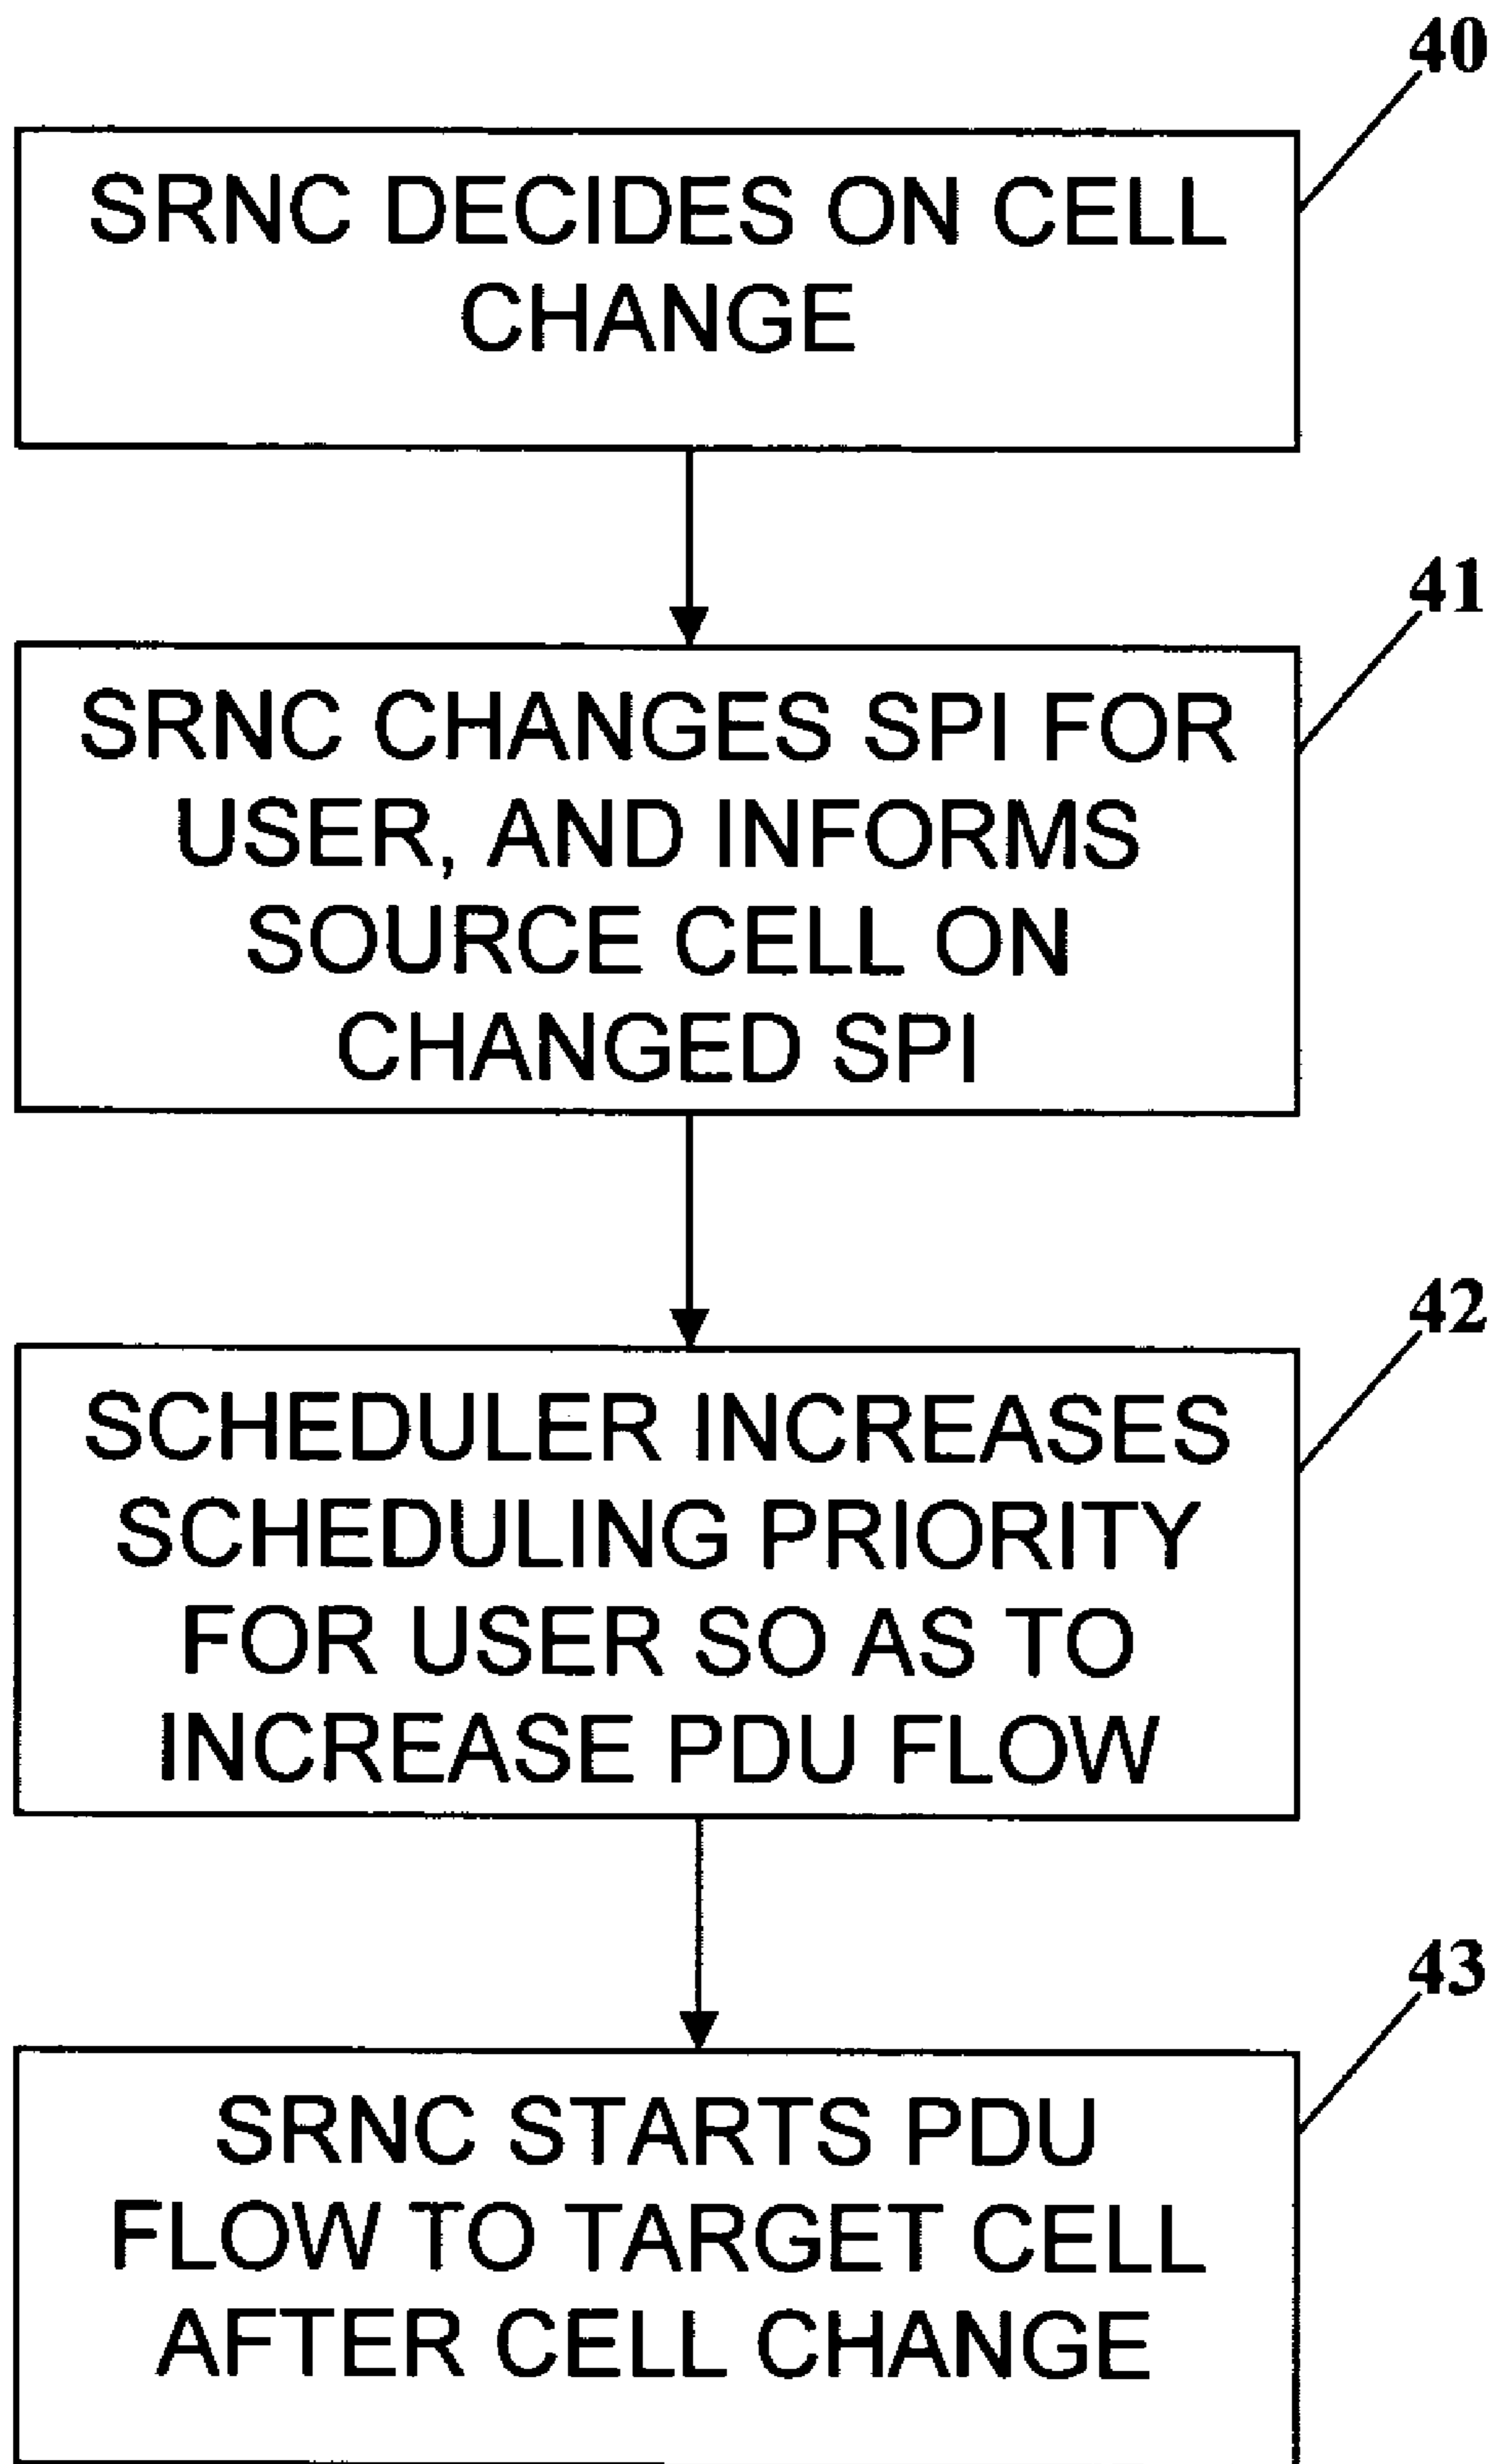 40
SRNC DECIDES ON CELL
CHANGE
41
SRNC CHANGES SPI FOR
USER, AND INFORMS
SOURCE CELL ON
CHANGED SPI
42
SCHEDULER INCREASES
SCHEDULING PRIORITY
FOR USER SO AS TO
INCREASE PDU FLOW
43
SRNC STARTS PDU
FLOW TO TARGET CELL
AFTER CELL CHANGE